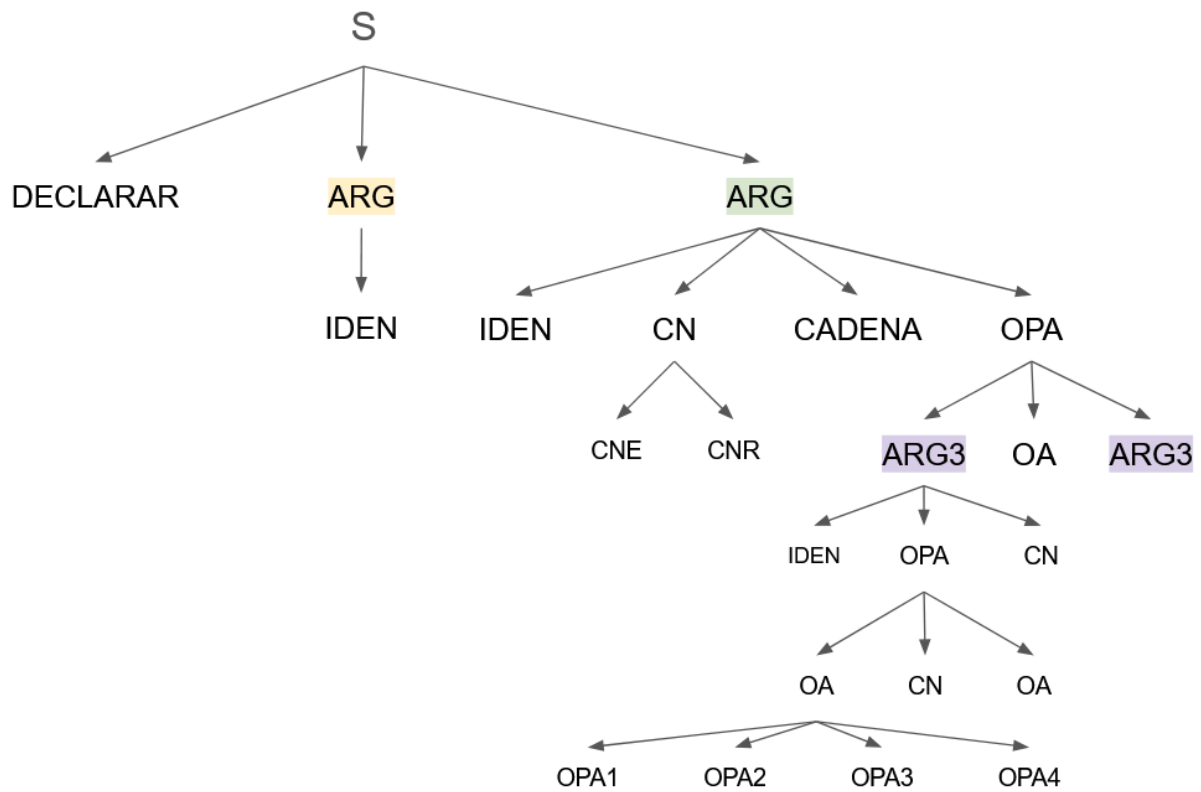 S
DECLARAR ARG ARG
IDEN IDEN CN CADENA OPA
CNE CNR ARG3 OA ARG3
IDEN OPA CN
OA CN OA
OPA1 OPA2 OPA3 OPA4